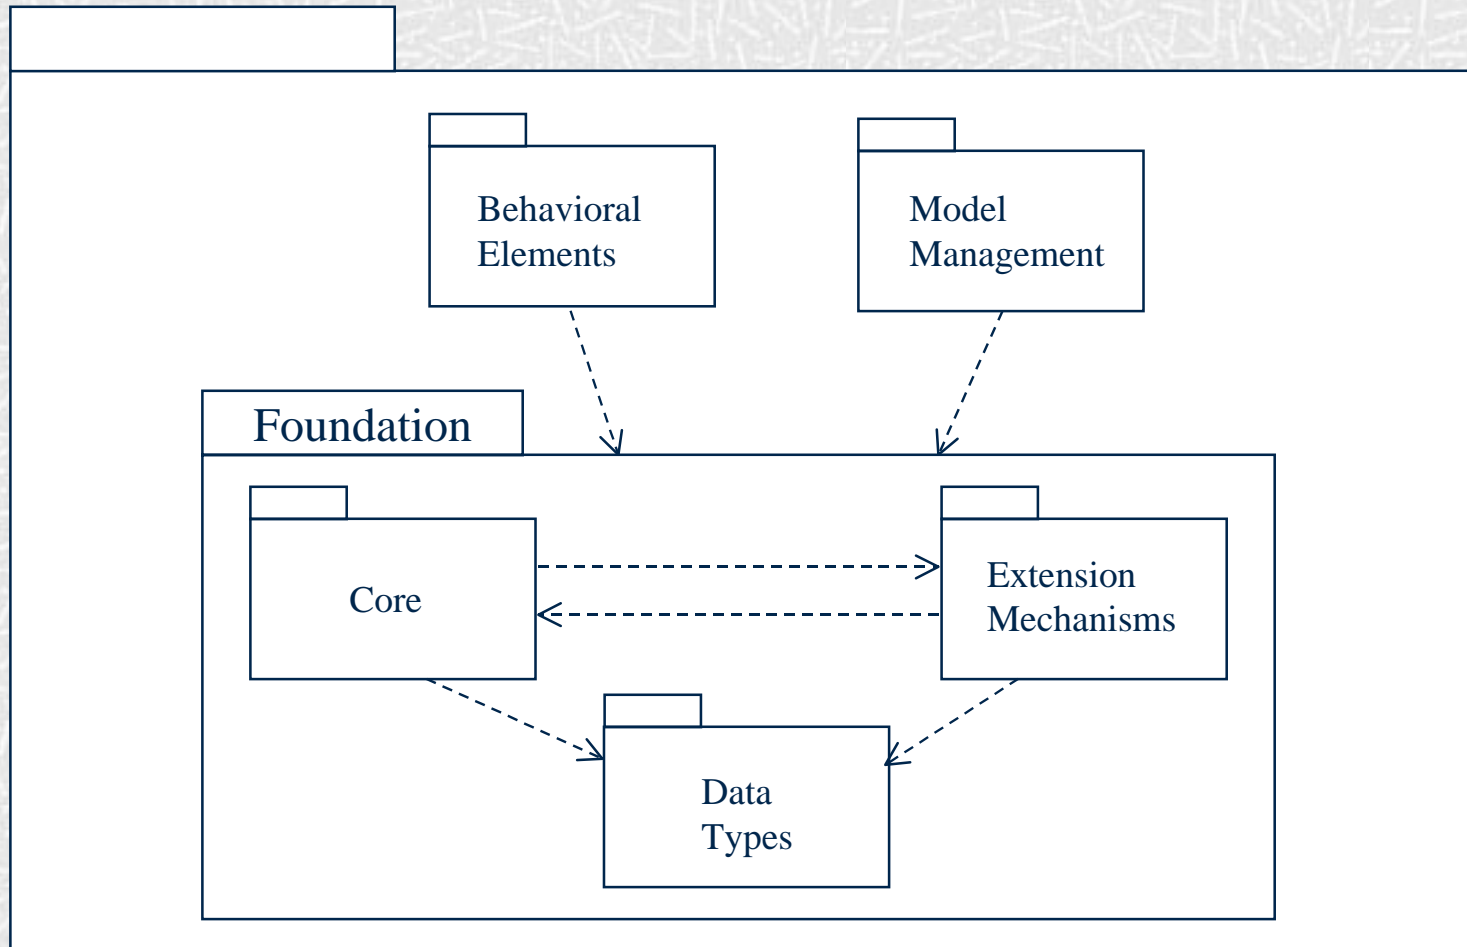 Behavioral
Elements
Model
Management
Foundation
Core
Extension
Mechanisms
Data
Types